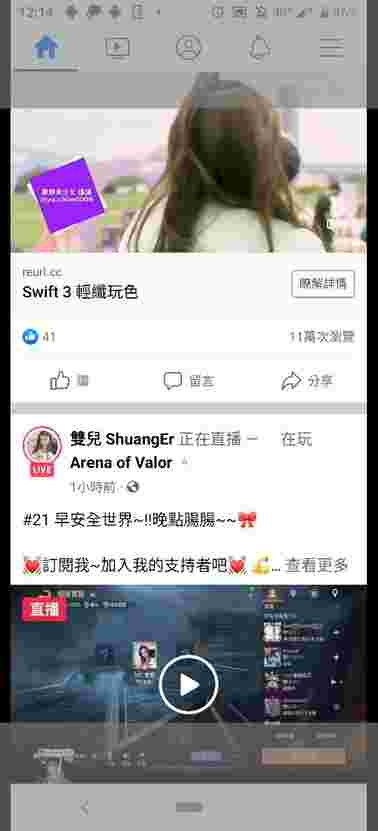 12:14
reurl.cc
Swift 3 輕纖玩色
瞭解詳情
41
11萬次瀏覽
讚
留言
分享
雙兒 ShuangEr 正在直播 — 在玩
Arena of Valor
LIVE
1小時前
#21 早安全世界~!!晚點腸腸~~
訂閱我~加入我的支持者吧 ... 查看更多
直播